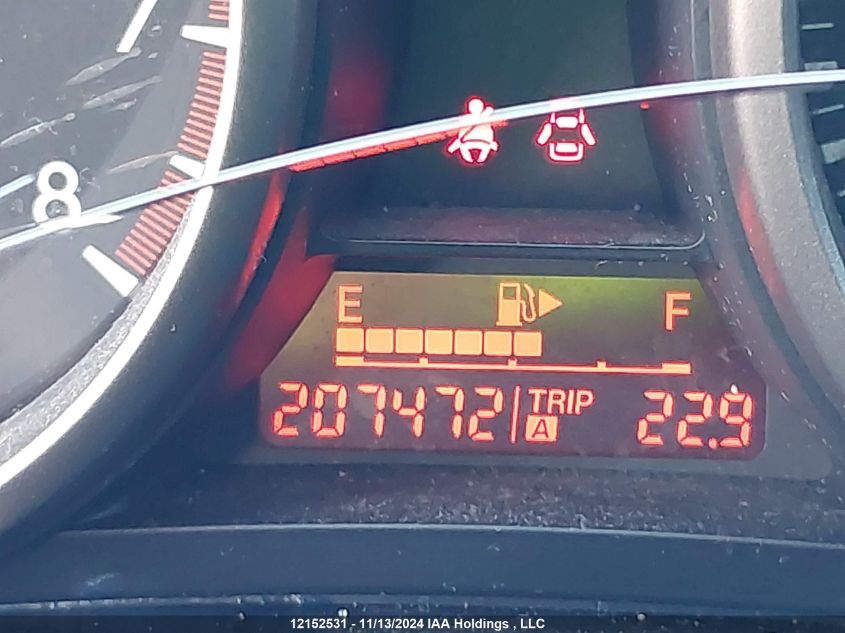 8
E F
207472 TRIP A 22.9
12152531 - 11/13/2024 IAA Holdings , LLC